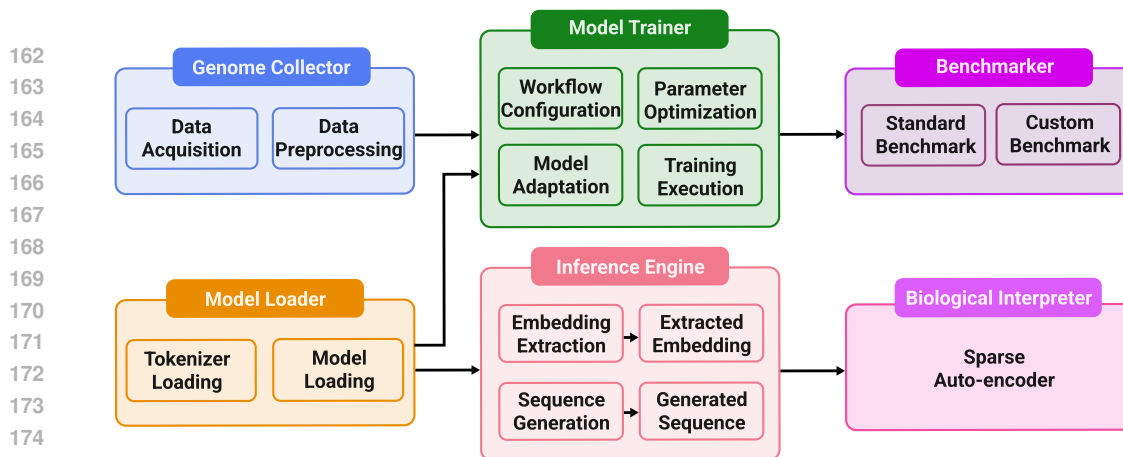 162
163
164
165
166
167
168
169
170
171
172
173
174
Genome Collector
Data
Acquisition
Data
Preprocessing
Model Trainer
Workflow
Configuration
Parameter
Optimization
Model
Adaptation
Training
Execution
Benchmarker
Standard
Benchmark
Custom
Benchmark
Model Loader
Tokenizer
Loading
Model
Loading
Inference Engine
Embedding
Extraction
Extracted
Embedding
Sequence
Generation
Generated
Sequence
Biological Interpreter
Sparse
Auto-encoder